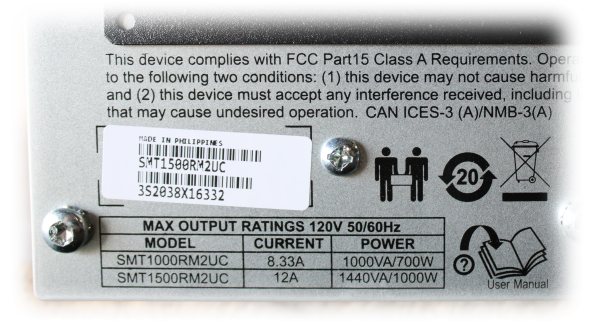 This device complies with FCC Part15 Class A Requirements.
to the following two conditions: (1) this device may not cause
and (2) this device must accept any interference received, including
that may cause undesired operation. CAN ICES-3 (A)/NMB-3(A)
MADE IN PHILIPPINES
SMT1500RM2UC
3S2038X16332
20
MAX OUTPUT RATINGS 120V 50/60Hz
MODEL CURRENT POWER
SMT1000RM2UC 8.33A 1000VA/700W
SMT1500RM2UC 12A 1440VA/1000W
?
User Manual